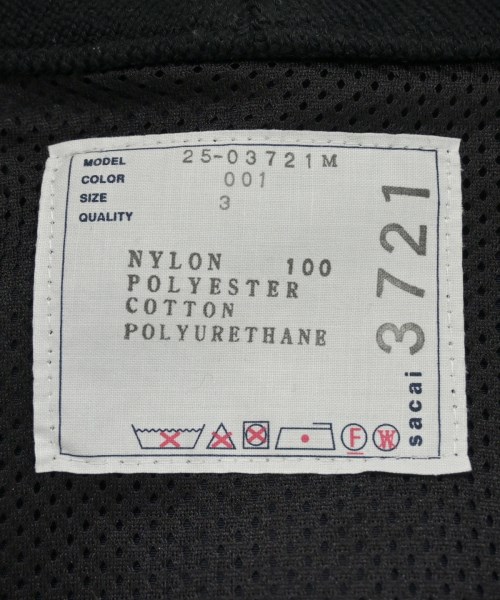 MODEL 25-03721M
COLOR 001
SIZE 3
QUALITY
NYLON 100
POLYESTER
COTTON
POLYURETHANE
F
W
sacai 3721